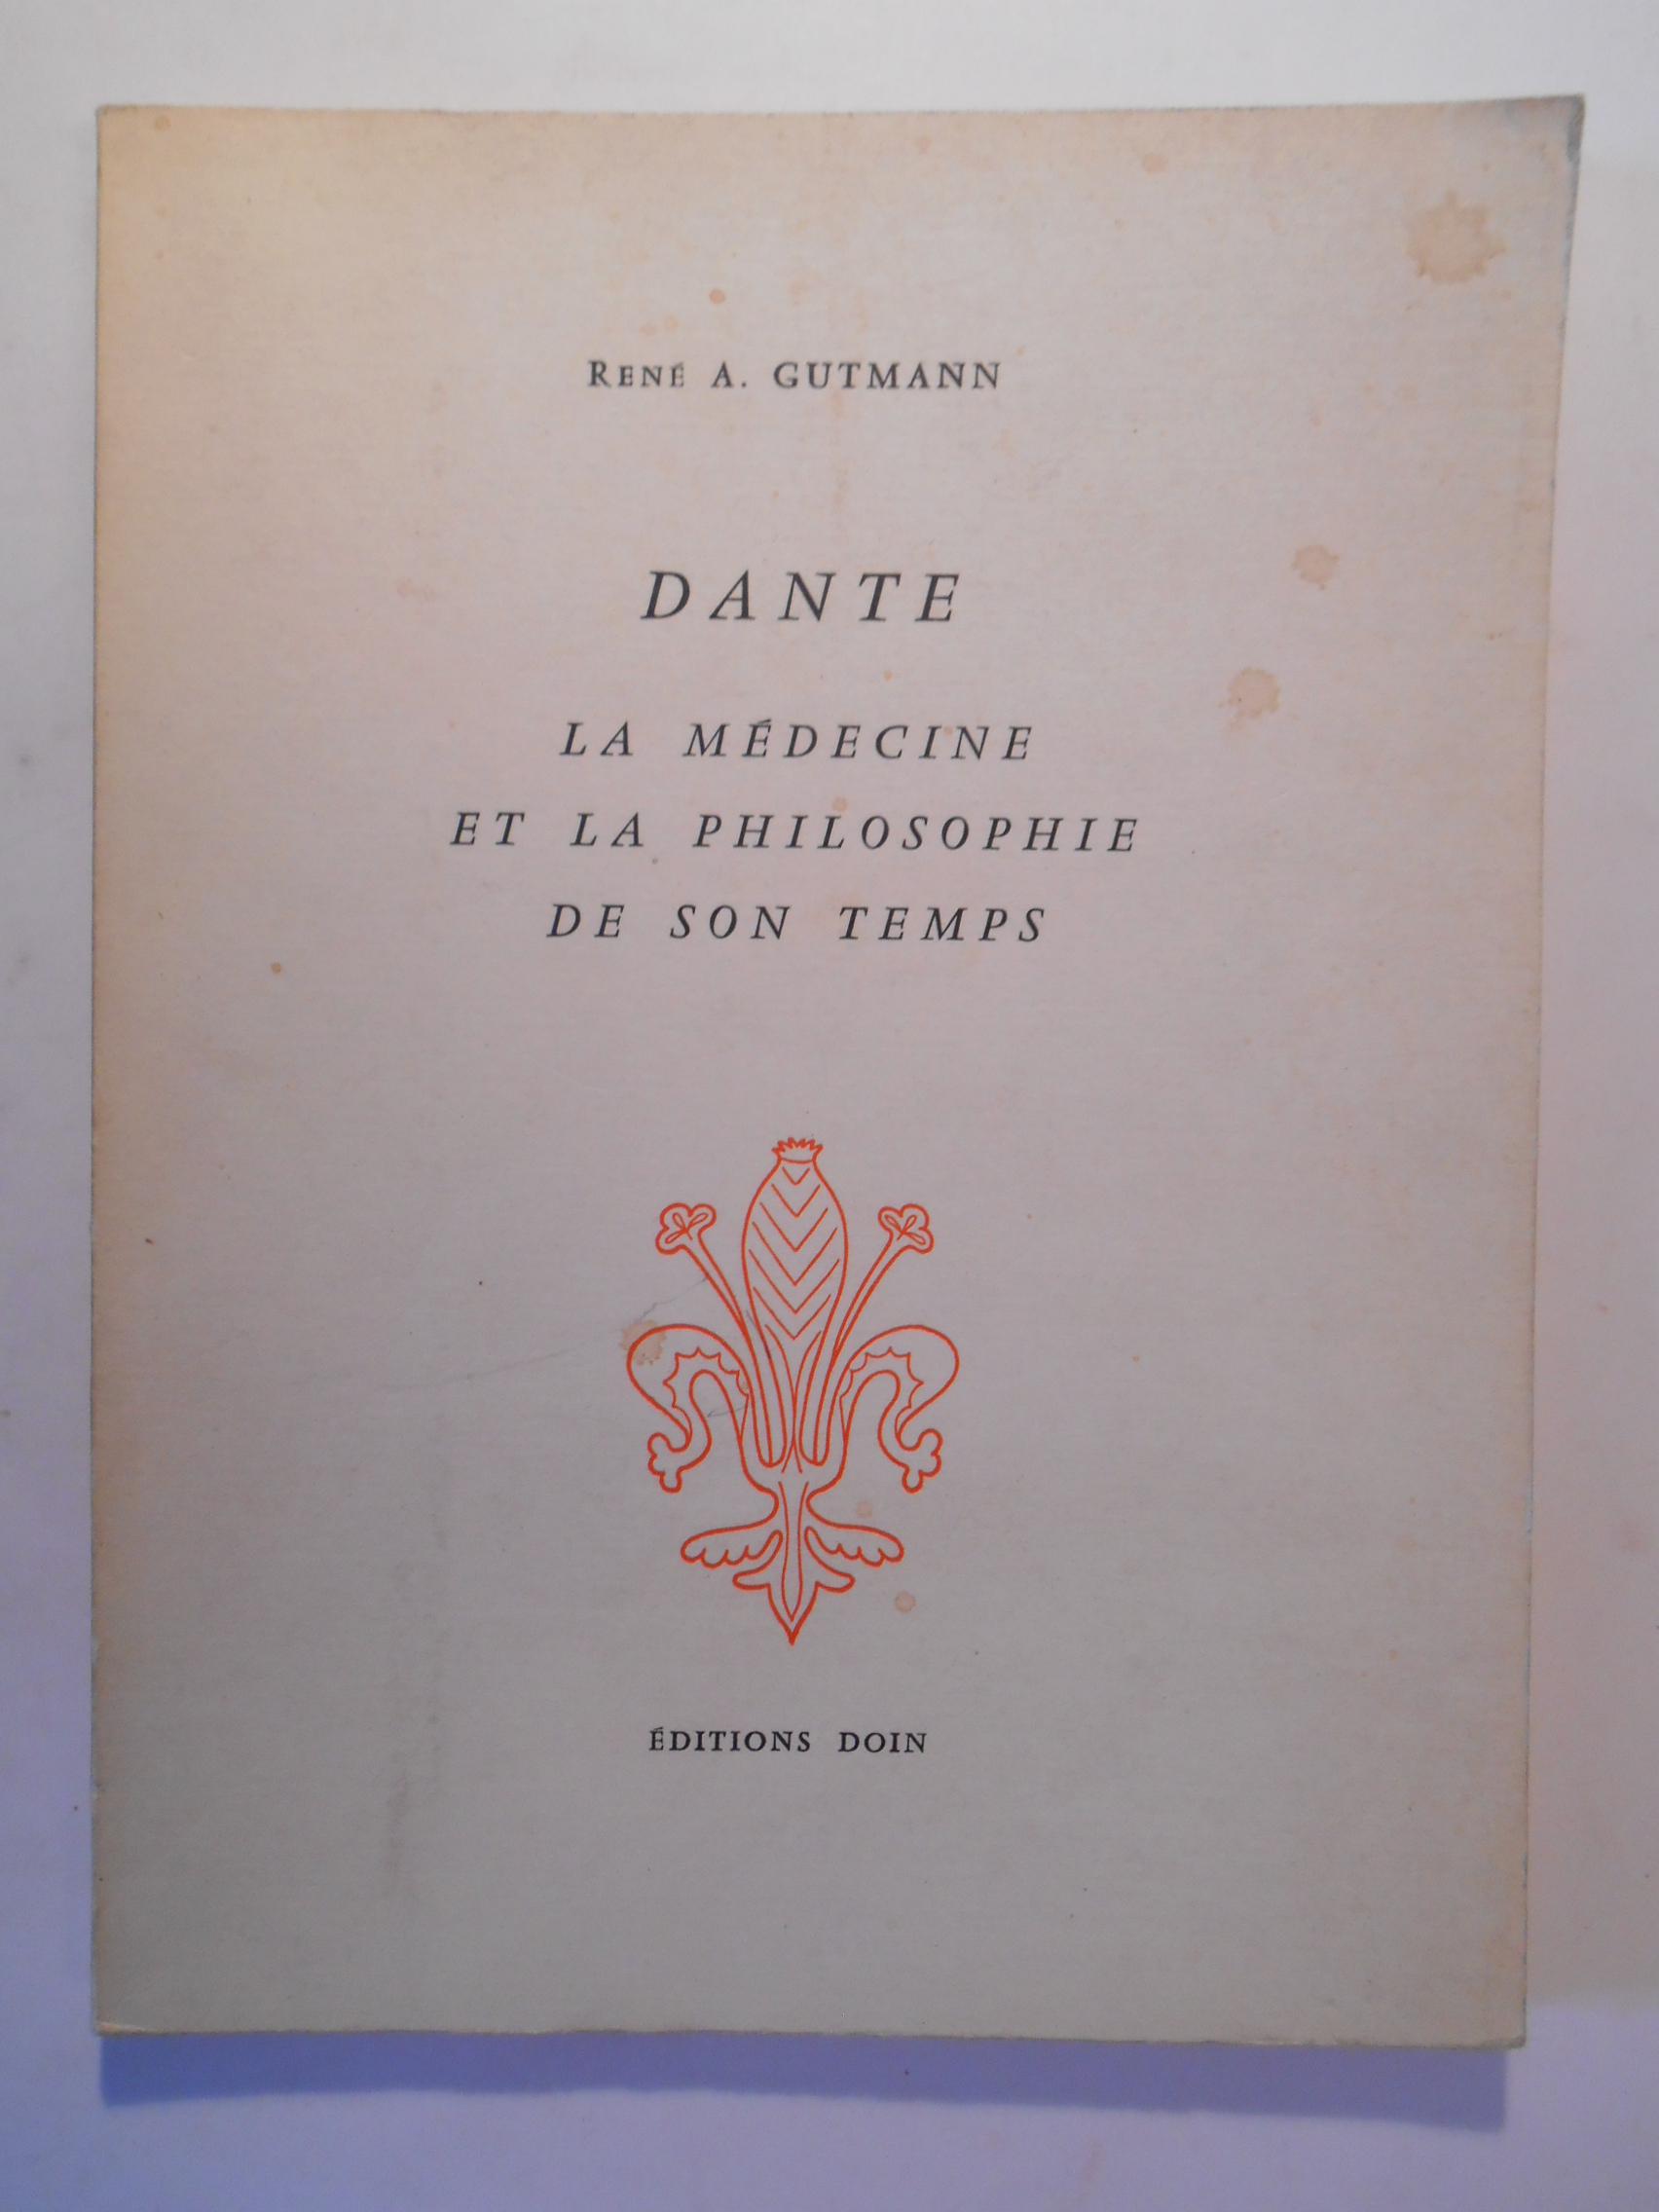 RENÉ A. GUTMANN
DANTE
LA MÉDECINE
ET LA PHILOSOPHIE
DE SON TEMPS
ÉDITIONS DOIN